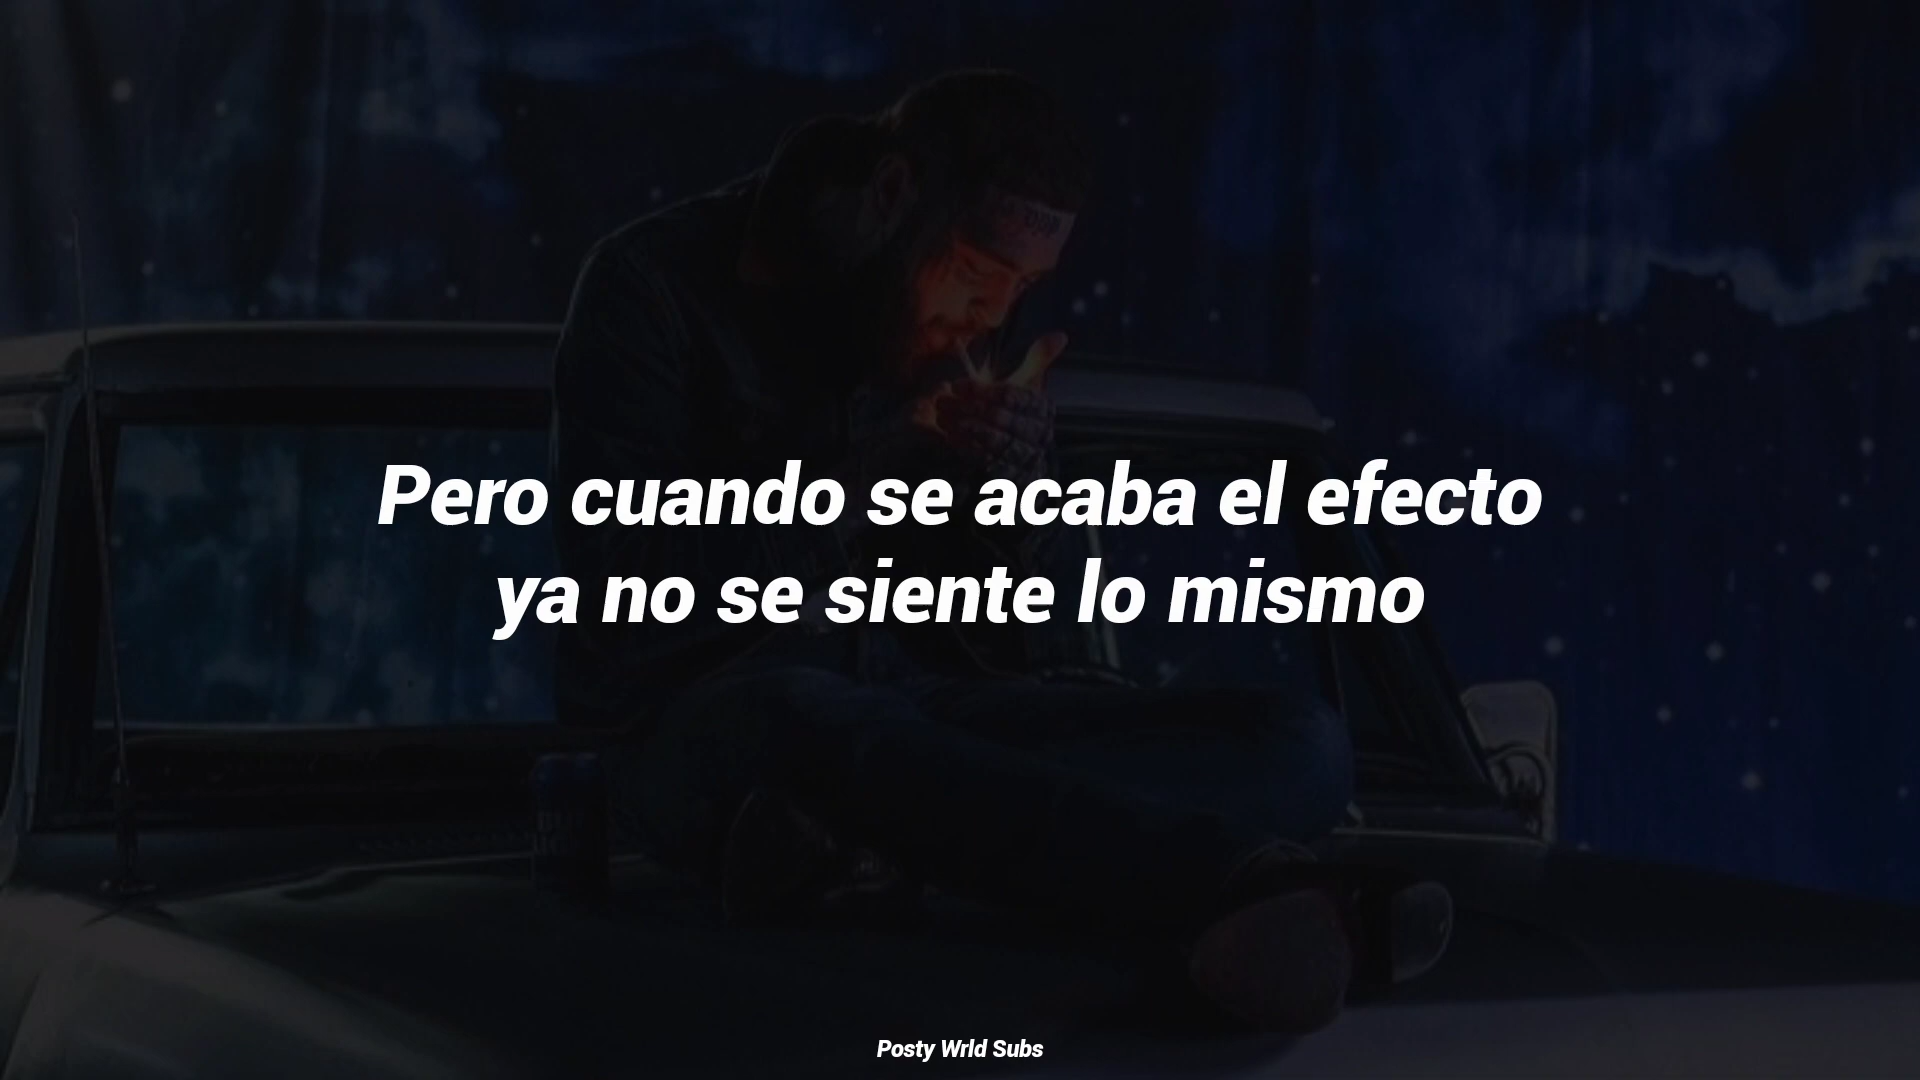 Pero cuando se acaba el efecto
ya no se siente lo mismo
Posty Wrld Subs